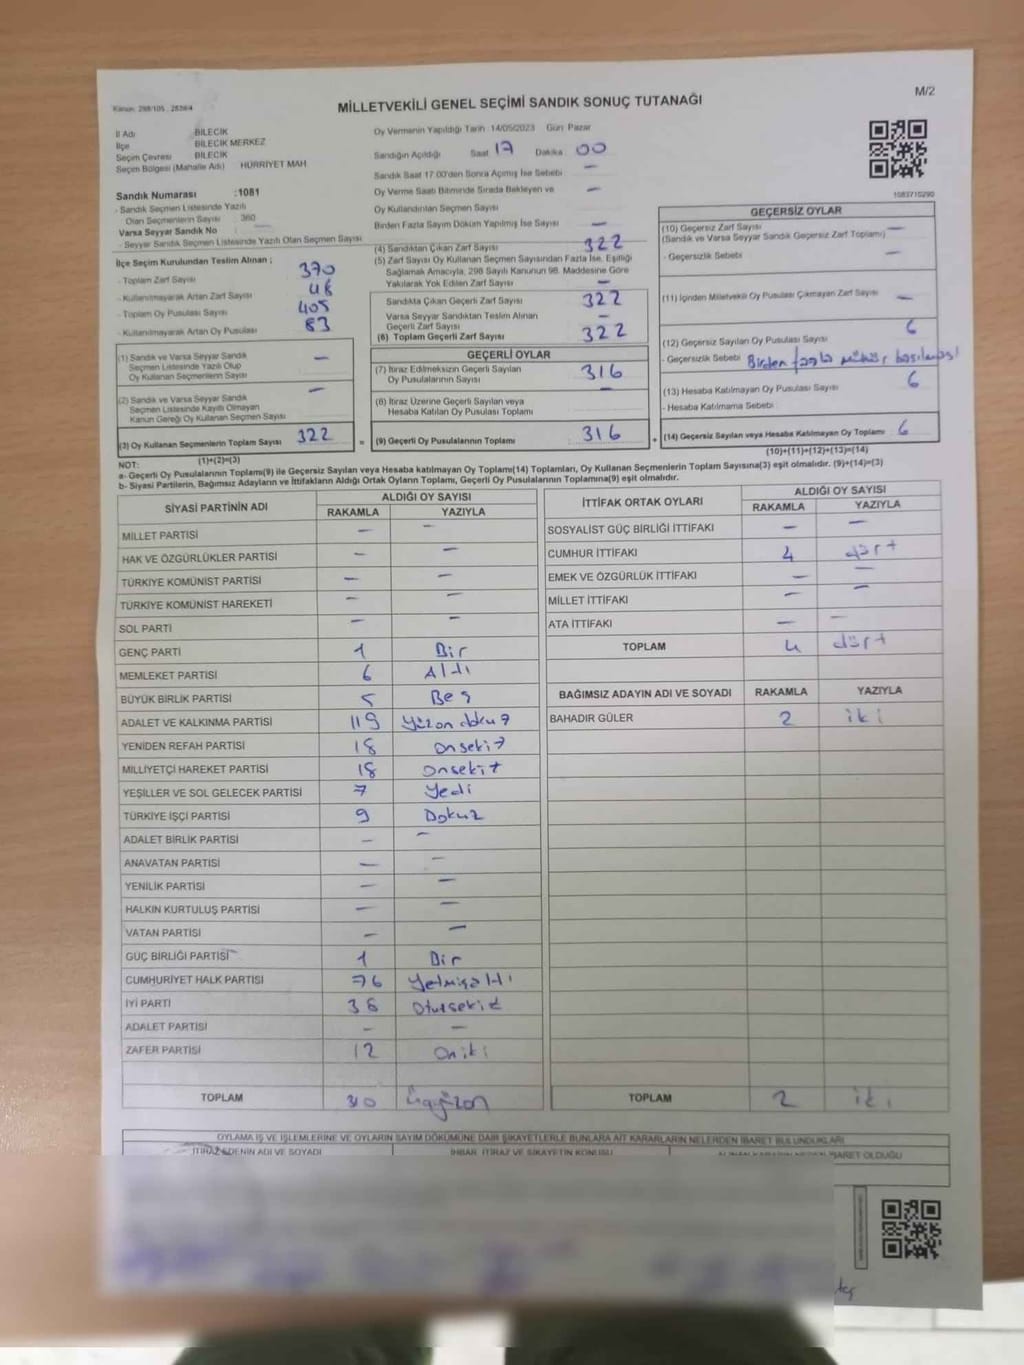 M/2
Kanun: 298/105 , 2839/4
MİLLETVEKİLİ GENEL SEÇİMİ SANDIK SONUÇ TUTANAĞI
İl Adı BİLECİK
İlçe BİLECİK MERKEZ
Seçim Çevresi BİLECİK
Seçim Bölgesi (Mahalle Adı) HÜRRİYET MAH
Sandık Numarası :1081
- Sandık Seçmen Listesinde Yazılı
Olan Seçmenlerin Sayısı : 360
Varsa Seyyar Sandık No
- Seyyar Sandık Seçmen Listesinde Yazılı Olan Seçmen Sayısı
İlçe Seçim Kurulundan Teslim Alınan ;
- Toplam Zarf Sayısı 370
- Kullanılmayarak Artan Zarf Sayısı 48
- Toplam Oy Pusulası Sayısı 405
- Kullanılmayarak Artan Oy Pusulası 83
(1) Sandık ve Varsa Seyyar Sandık
Seçmen Listesinde Yazılı Olup
Oy Kullanan Seçmenlerin Sayısı —
(2) Sandık ve Varsa Seyyar Sandık
Seçmen Listesinde Kayıtlı Olmayan
Kanun Gereği Oy Kullanan Seçmen Sayısı —
(3) Oy Kullanan Seçmenlerin Toplam Sayısı 322 =
(1)+(2)=(3)
Oy Vermenin Yapıldığı Tarih 14/05/2023 Gün Pazar
Sandığın Açıldığı Saat 17 Dakika 00
Sandık Saat 17.00'den Sonra Açılmış İse Sebebi —
Oy Verme Saati Bitiminde Sırada Bekleyen ve —
Oy Kullandırılan Seçmen Sayısı
Birden Fazla Sayım Döküm Yapılmış İse Sayısı —
(4) Sandıktan Çıkan Zarf Sayısı 322
(5) Zarf Sayısı Oy Kullanan Seçmen Sayısından Fazla İse, Eşitliği
Sağlamak Amacıyla, 298 Sayılı Kanunun 98. Maddesine Göre
Yakılarak Yok Edilen Zarf Sayısı —
Sandıkta Çıkan Geçerli Zarf Sayısı 322
Varsa Seyyar Sandıktan Teslim Alınan
Geçerli Zarf Sayısı —
(6) Toplam Geçerli Zarf Sayısı 322
GEÇERLİ OYLAR
(7) İtiraz Edilmeksizin Geçerli Sayılan
Oy Pusulalarının Sayısı 316
(8) İtiraz Üzerine Geçerli Sayılan veya
Hesaba Katılan Oy Pusulası Toplamı —
(9) Geçerli Oy Pusulalarının Toplamı 316 +
1083710290
GEÇERSİZ OYLAR
(10) Geçersiz Zarf Sayısı —
(Sandık ve Varsa Seyyar Sandık Geçersiz Zarf Toplamı)
- Geçersizlik Sebebi —
(11) İçinden Milletvekili Oy Pusulası Çıkmayan Zarf Sayısı —
(12) Geçersiz Sayılan Oy Pusulası Sayısı 6
- Geçersizlik Sebebi Birden fazla mühür basılması
(13) Hesaba Katılmayan Oy Pusulası Sayısı 6
- Hesaba Katılmama Sebebi
(14) Geçersiz Sayılan veya Hesaba Katılmayan Oy Toplamı 6
(10)+(11)+(12)+(13)=(14)
NOT:
a- Geçerli Oy Pusulalarının Toplamı(9) ile Geçersiz Sayılan veya Hesaba katılmayan Oy Toplamı(14) Toplamları, Oy Kullanan Seçmenlerin Toplam Sayısına(3) eşit olmalıdır. (9)+(14)=(3)
b- Siyasi Partilerin, Bağımsız Adayların ve İttifakların Aldığı Ortak Oyların Toplamı, Geçerli Oy Pusulalarının Toplamına(9) eşit olmalıdır.
SİYASİ PARTİNİN ADI ALDIĞI OY SAYISI
RAKAMLA YAZIYLA
MİLLET PARTİSİ — —
HAK VE ÖZGÜRLÜKLER PARTİSİ — —
TÜRKİYE KOMÜNİST PARTİSİ — —
TÜRKİYE KOMÜNİST HAREKETİ — —
SOL PARTİ — —
GENÇ PARTİ 1 Bir
MEMLEKET PARTİSİ 6 Altı
BÜYÜK BİRLİK PARTİSİ 5 Beş
ADALET VE KALKINMA PARTİSİ 119 Yüzondokuz
YENİDEN REFAH PARTİSİ 18 onsekiz
MİLLİYETÇİ HAREKET PARTİSİ 18 onsekiz
YEŞİLLER VE SOL GELECEK PARTİSİ 7 Yedi
TÜRKİYE İŞÇİ PARTİSİ 9 Dokuz
ADALET BİRLİK PARTİSİ — —
ANAVATAN PARTİSİ — —
YENİLİK PARTİSİ — —
HALKIN KURTULUŞ PARTİSİ — —
VATAN PARTİSİ — —
GÜÇ BİRLİĞİ PARTİSİ 1 Bir
CUMHURİYET HALK PARTİSİ 76 Yetmişaltı
İYİ PARTİ 38 Otuzsekiz
ADALET PARTİSİ — —
ZAFER PARTİSİ 12 Oniki
TOPLAM 310 Üçyüzon
İTTİFAK ORTAK OYLARI ALDIĞI OY SAYISI
RAKAMLA YAZIYLA
SOSYALİST GÜÇ BİRLİĞİ İTTİFAKI — —
CUMHUR İTTİFAKI 4 dört
EMEK VE ÖZGÜRLÜK İTTİFAKI — —
MİLLET İTTİFAKI — —
ATA İTTİFAKI — —
TOPLAM 4 dört
BAĞIMSIZ ADAYIN ADI VE SOYADI RAKAMLA YAZIYLA
BAHADIR GÜLER 2 iki
TOPLAM 2 iki
OYLAMA İŞ VE İŞLEMLERİNE VE OYLARIN SAYIM DÖKÜMÜNE DAİR ŞİKAYETLERLE BUNLARA AİT KARARLARIN NELERDEN İBARET BULUNDUKLARI
İTİRAZ EDENİN ADI VE SOYADI İHBAR, İTİRAZ VE ŞİKAYETİN KONUSU İBARET OLDUĞU